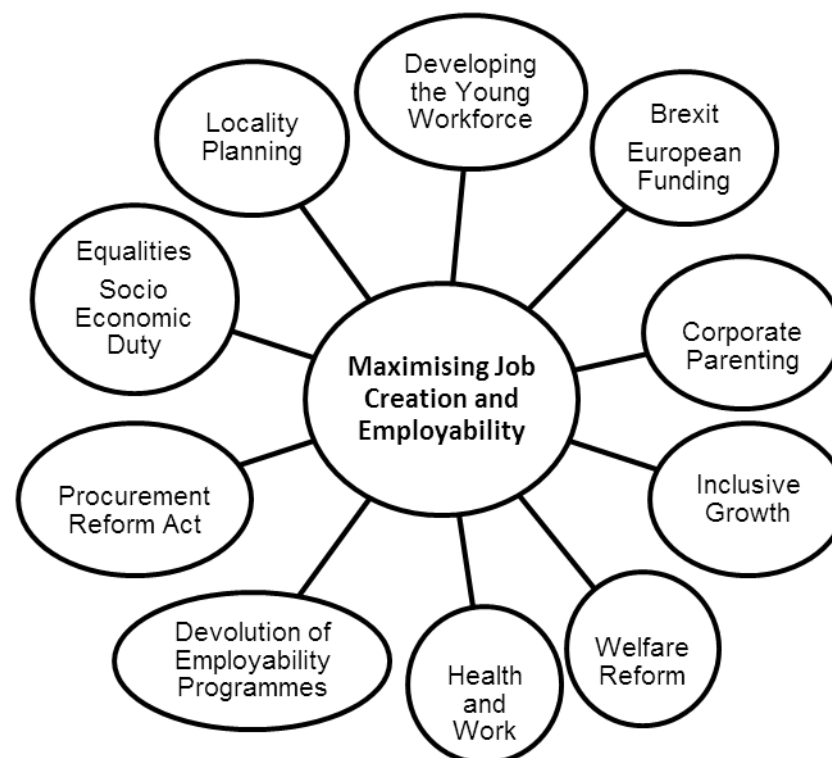 Developing
the Young
Workforce
Brexit
European
Funding
Corporate
Parenting
Inclusive
Growth
Welfare
Reform
Health
and
Work
Devolution of
Employability
Programmes
Procurement
Reform Act
Equalities
Socio
Economic
Duty
Locality
Planning
Maximising Job
Creation and
Employability